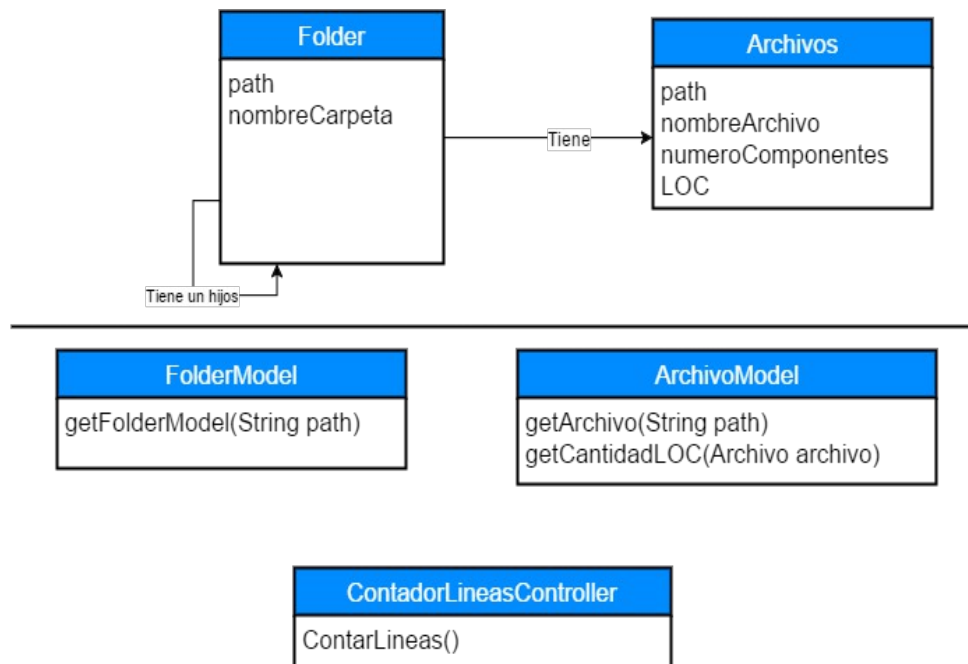 Folder
path
nombreCarpeta
Tiene un hijos
Tiene
Archivos
path
nombreArchivo
numeroComponentes
LOC
FolderModel
getFolderModel(String path)
ArchivoModel
getArchivo(String path)
getCantidadLOC(Archivo archivo)
ContadorLineasController
ContarLineas()